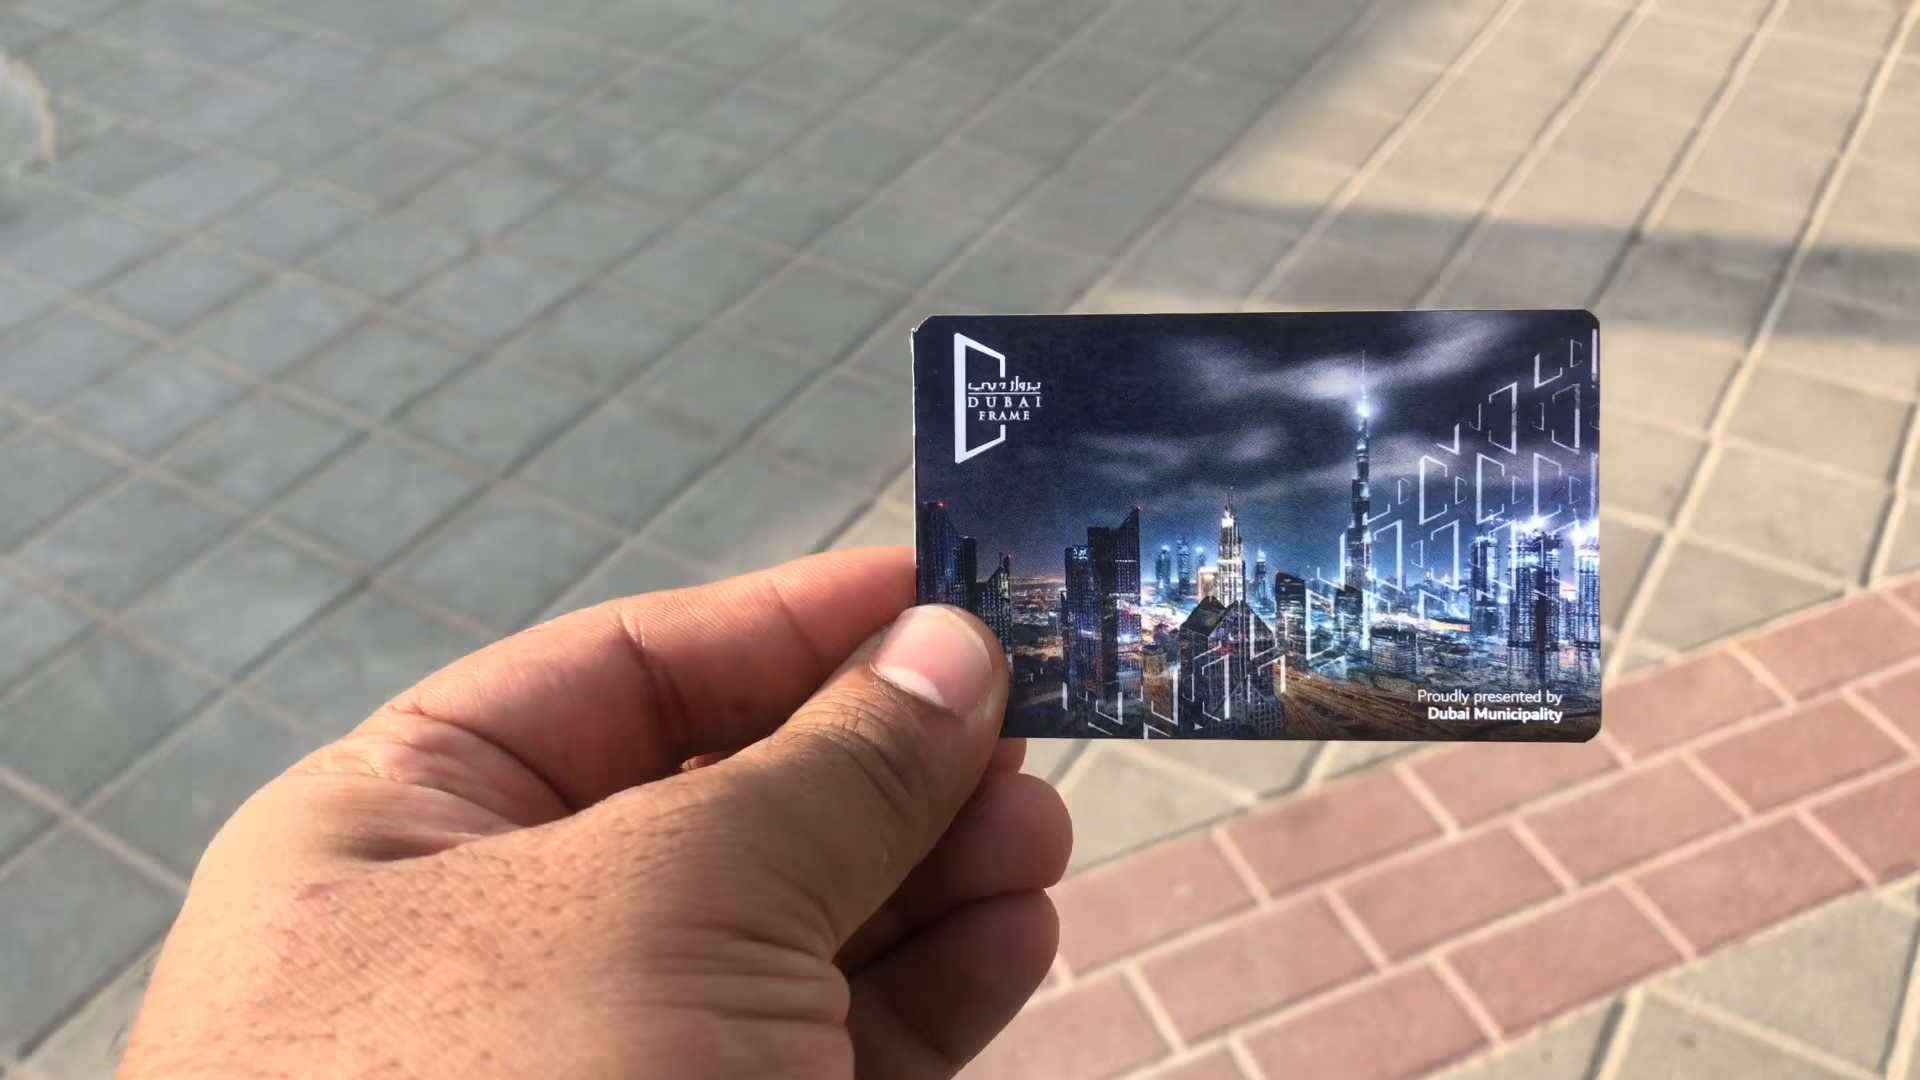 برواز دبي
DUBAI
FRAME
Proudly presented by
Dubai Municipality